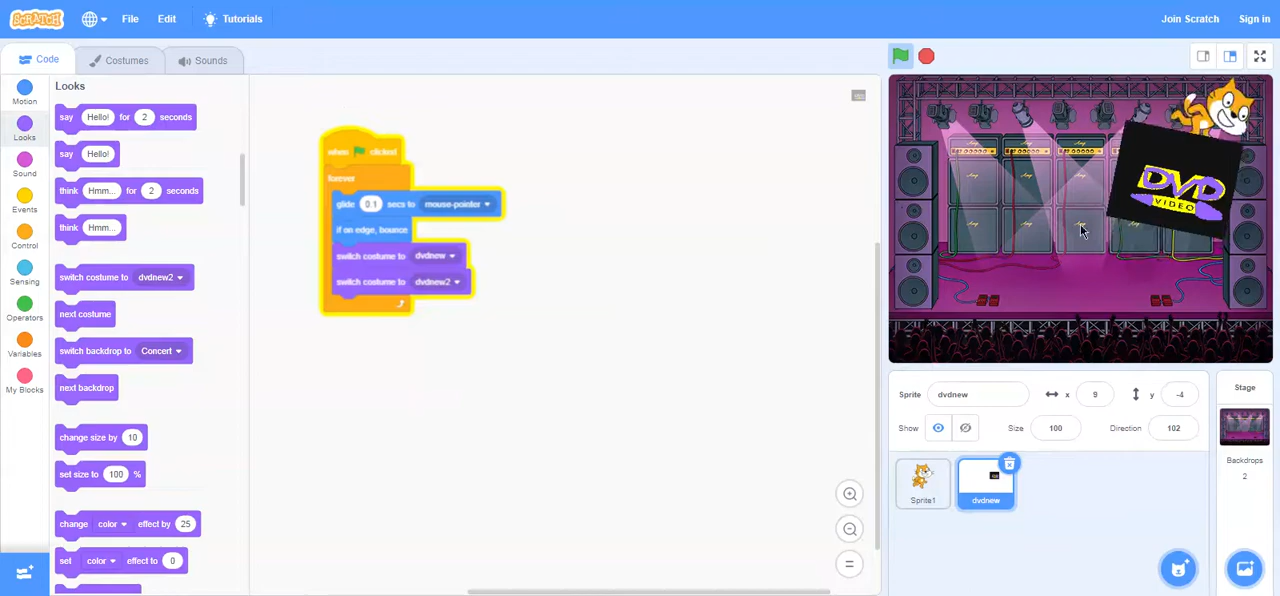 SCRATCH File Edit Tutorials Join Scratch Sign in
Code Costumes Sounds
Motion
Looks
Sound
Events
Control
Sensing
Operators
Variables
My Blocks
Looks
say Hello! for 2 seconds
say Hello!
think Hmm... for 2 seconds
think Hmm...
switch costume to dvdnew2
next costume
switch backdrop to Concert
next backdrop
change size by 10
set size to 100 %
change color effect by 25
set color effect to 0
when clicked
forever
glide 0.1 secs to mouse-pointer
if on edge, bounce
switch costume to dvdnew
switch costume to dvdnew2
DVD
VIDEO
Sprite dvdnew x 9 y -4
Show Size 100 Direction 102
Sprite1
dvdnew
Stage
Backdrops
2